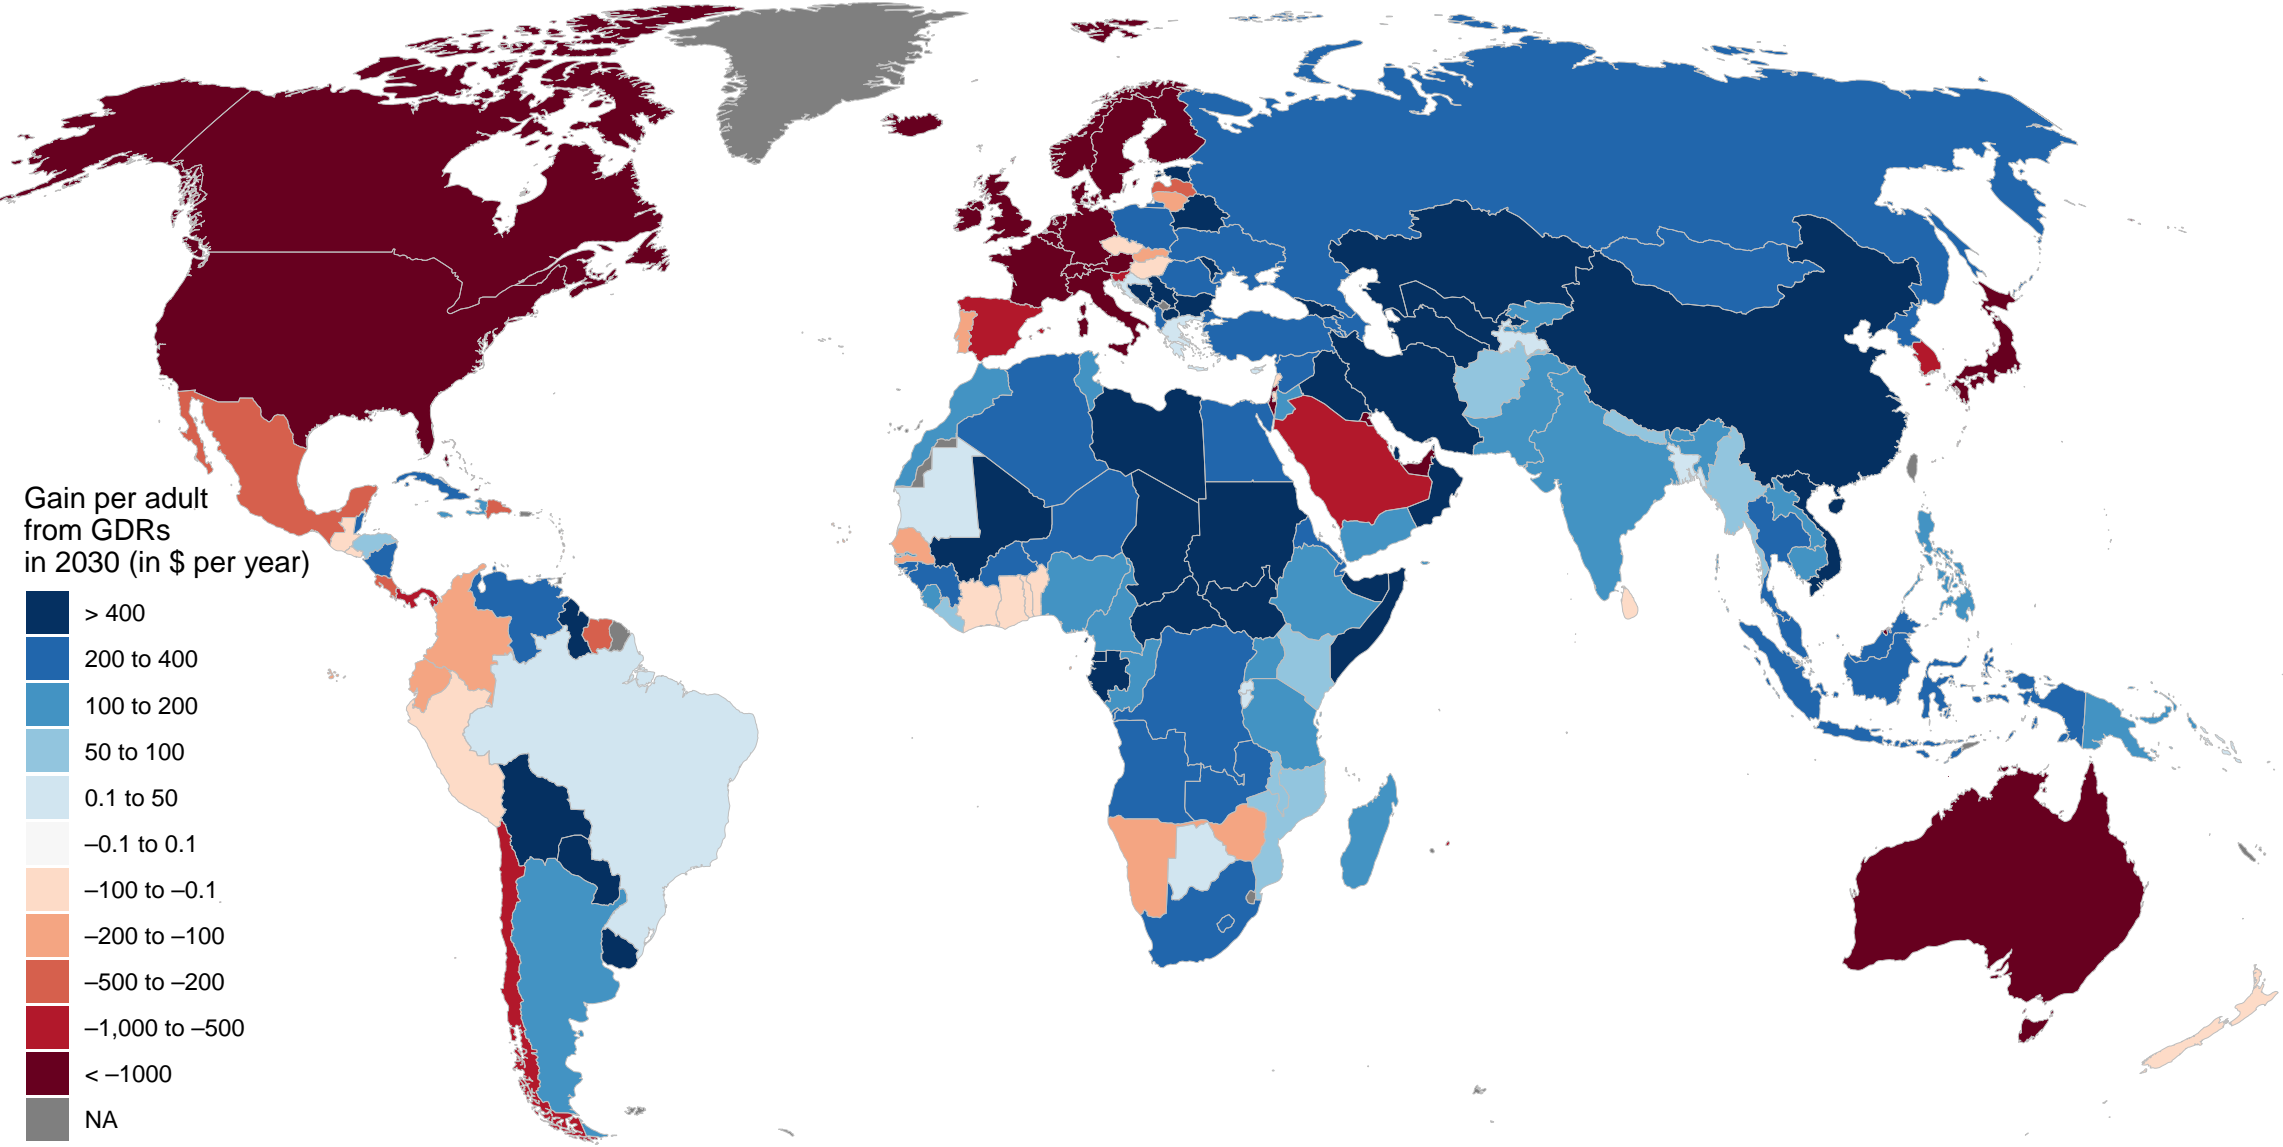 Gain per adult
from GDRs
in 2030 (in $ per year)
> 400
200 to 400
100 to 200
50 to 100
0.1 to 50
–0.1 to 0.1
–100 to –0.1
–200 to –100
–500 to –200
–1,000 to –500
< –1000
NA